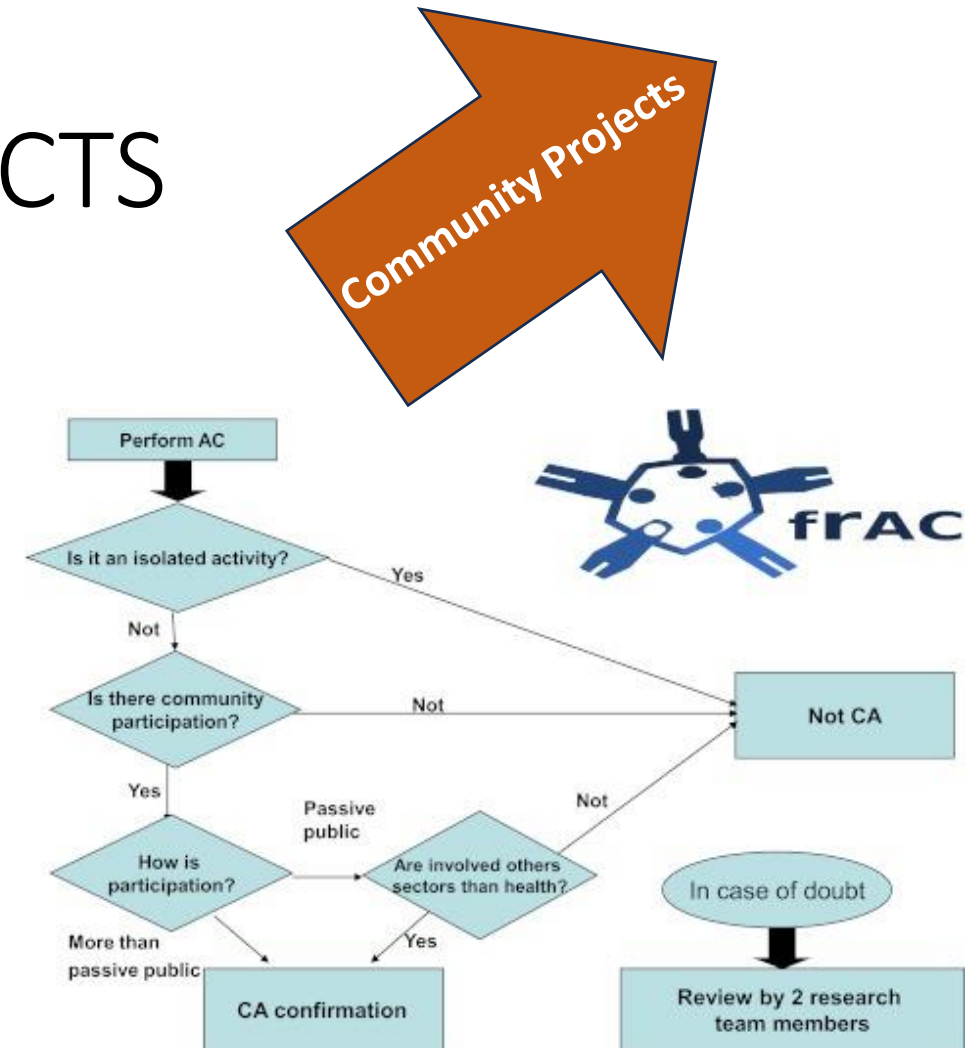 CTS
Community Projects
frAC
Perform AC
Is it an isolated activity?
Yes
Not
Is there community
participation?
Not
Not CA
Yes
Passive
public
Not
How is
participation?
Are involved others
sectors than health?
In case of doubt
More than
passive public
Yes
CA confirmation
Review by 2 research
team members